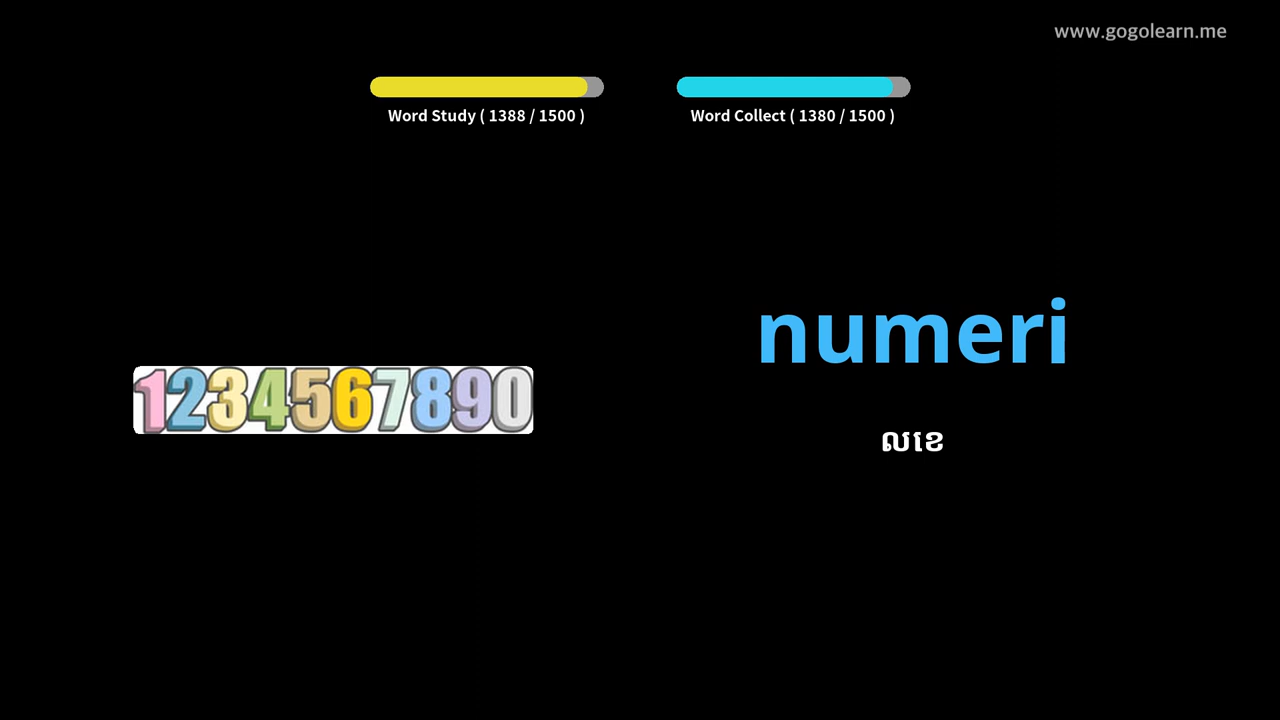 www.gogolearn.me
Word Study ( 1388 / 1500 )
Word Collect ( 1380 / 1500 )
1234567890
numeri
លខេ